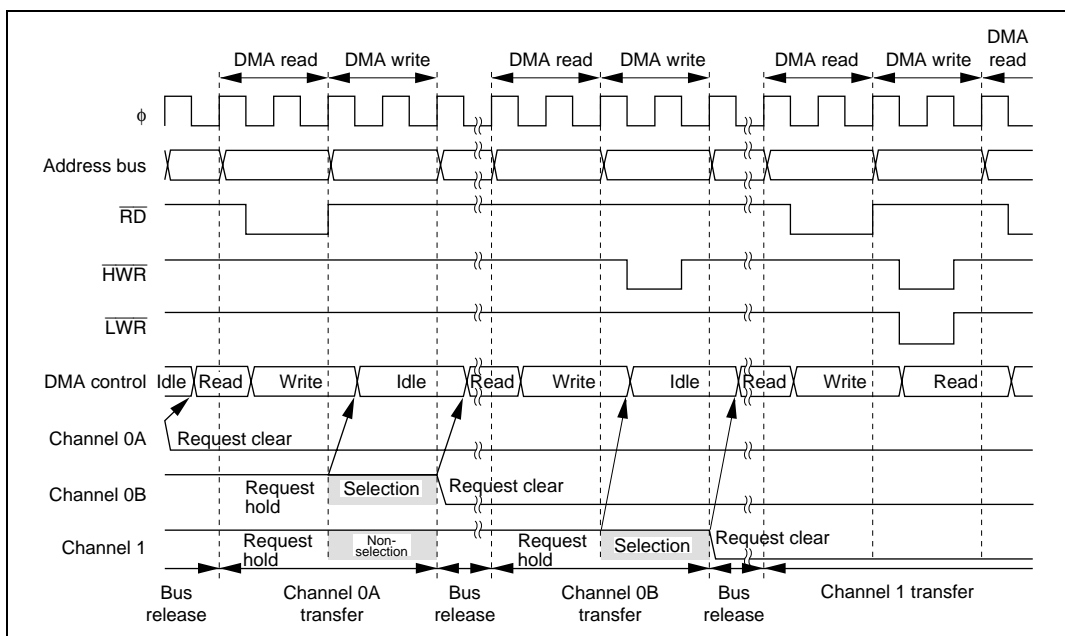 DMA read DMA write DMA read DMA write DMA read DMA write DMA read
φ
Address bus
RD
HWR
LWR
DMA control Idle Read Write Idle Read Write Idle Read Write Read
Channel 0A Request clear
Channel 0B Request hold Selection Request clear
Channel 1 Request hold Non-selection Request hold Selection Request clear
Bus release Channel 0A transfer Bus release Channel 0B transfer Bus release Channel 1 transfer